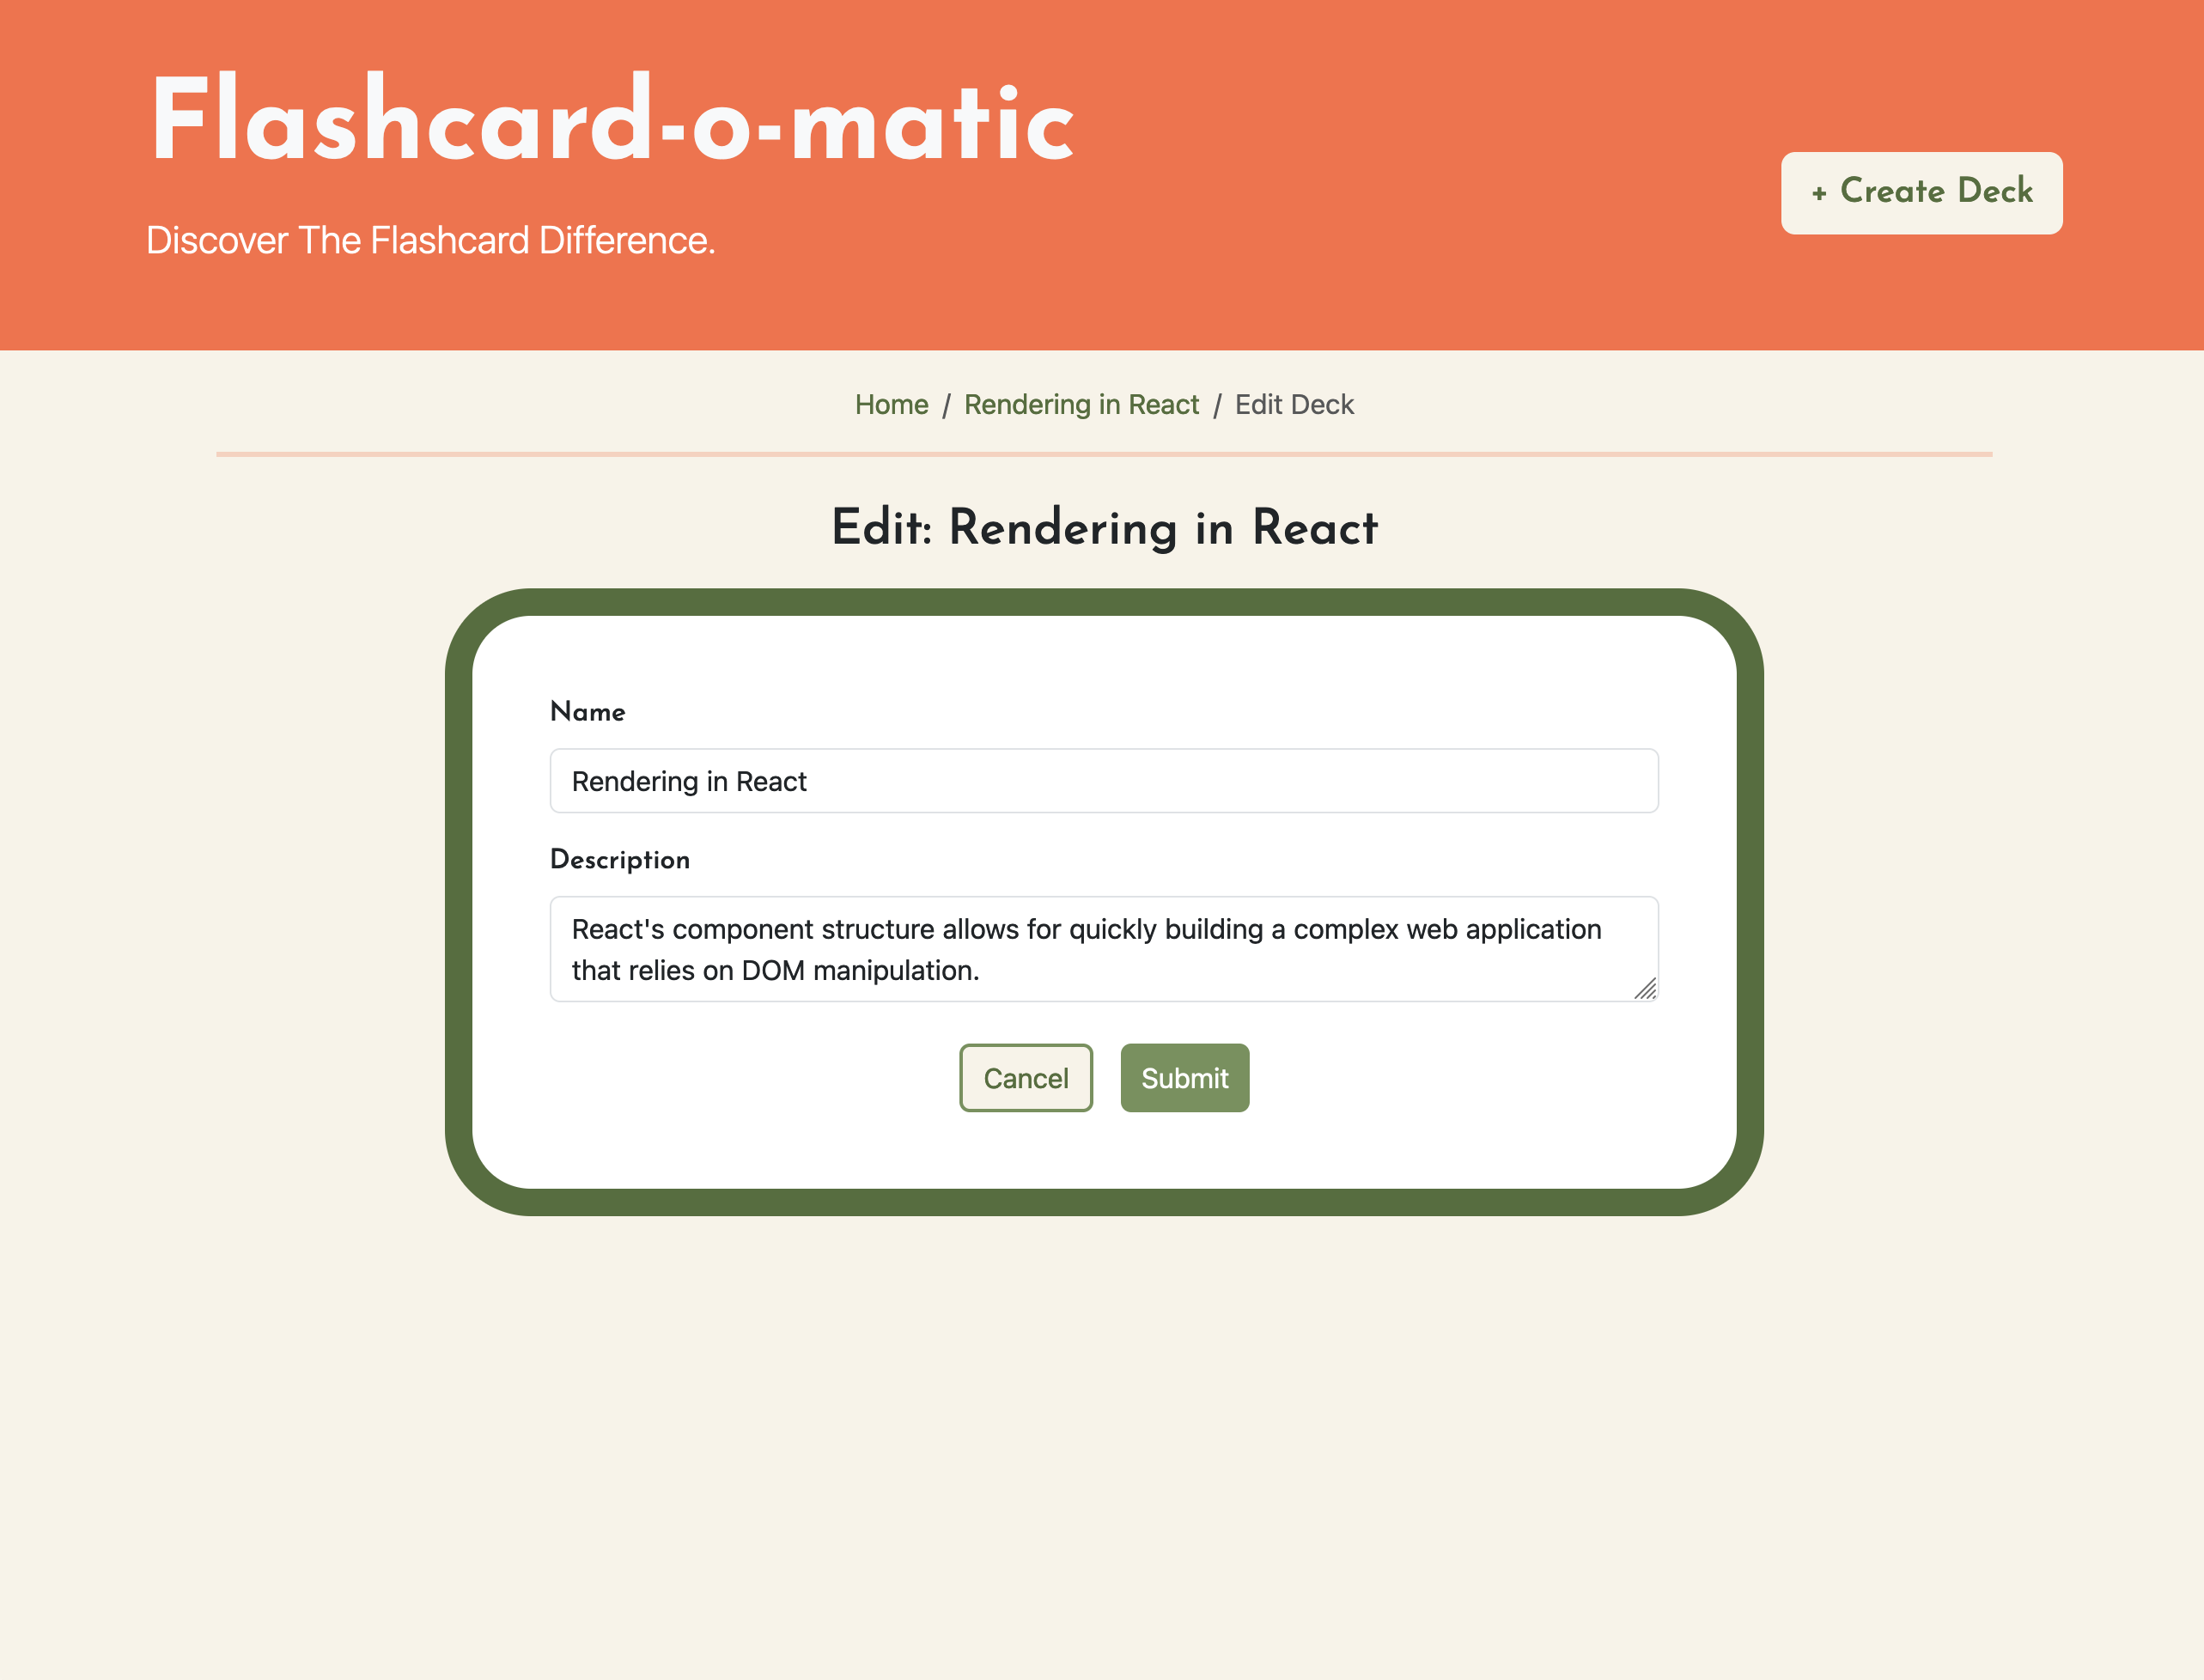 Flashcard-o-matic
Discover The Flashcard Difference.
+ Create Deck
Home / Rendering in React / Edit Deck
Edit: Rendering in React
Name
Rendering in React
Description
React's component structure allows for quickly building a complex web application
that relies on DOM manipulation.
Cancel Submit